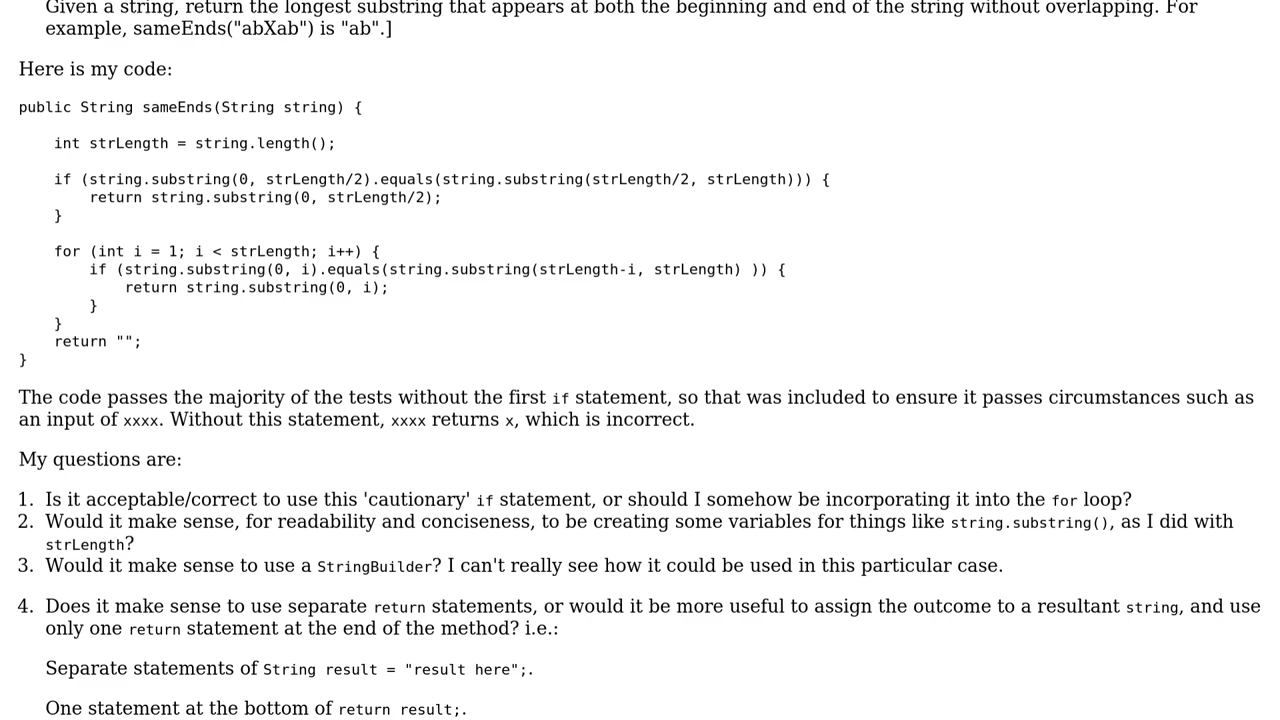 Given a string, return the longest substring that appears at both the beginning and end of the string without overlapping. For
example, sameEnds("abXab") is "ab".]
Here is my code:
public String sameEnds(String string) {
    int strLength = string.length();
    if (string.substring(0, strLength/2).equals(string.substring(strLength/2, strLength))) {
        return string.substring(0, strLength/2);
    }
    for (int i = 1; i < strLength; i++) {
        if (string.substring(0, i).equals(string.substring(strLength-i, strLength) )) {
            return string.substring(0, i);
        }
    }
    return "";
}
The code passes the majority of the tests without the first if statement, so that was included to ensure it passes circumstances such as
an input of xxxx. Without this statement, xxxx returns x, which is incorrect.
My questions are:
1. Is it acceptable/correct to use this 'cautionary' if statement, or should I somehow be incorporating it into the for loop?
2. Would it make sense, for readability and conciseness, to be creating some variables for things like string.substring(), as I did with
strLength?
3. Would it make sense to use a StringBuilder? I can't really see how it could be used in this particular case.
4. Does it make sense to use separate return statements, or would it be more useful to assign the outcome to a resultant string, and use
only one return statement at the end of the method? i.e.:
Separate statements of String result = "result here";.
One statement at the bottom of return result;.